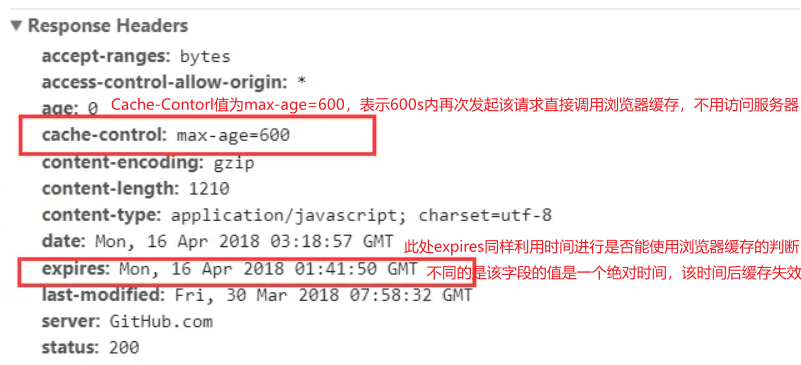 Response Headers
accept-ranges: bytes
access-control-allow-origin: *
age: 0 Cache-Contorl值为max-age=600，表示600s内再次发起该请求直接调用浏览器缓存，不用访问服务器
cache-control: max-age=600
content-encoding: gzip
content-length: 1210
content-type: application/javascript; charset=utf-8
date: Mon, 16 Apr 2018 03:18:57 GMT 此处expires同样利用时间进行是否能使用浏览器缓存的判断
expires: Mon, 16 Apr 2018 01:41:50 GMT 不同的是该字段的值是一个绝对时间，该时间后缓存失效
last-modified: Fri, 30 Mar 2018 07:58:32 GMT
server: GitHub.com
status: 200